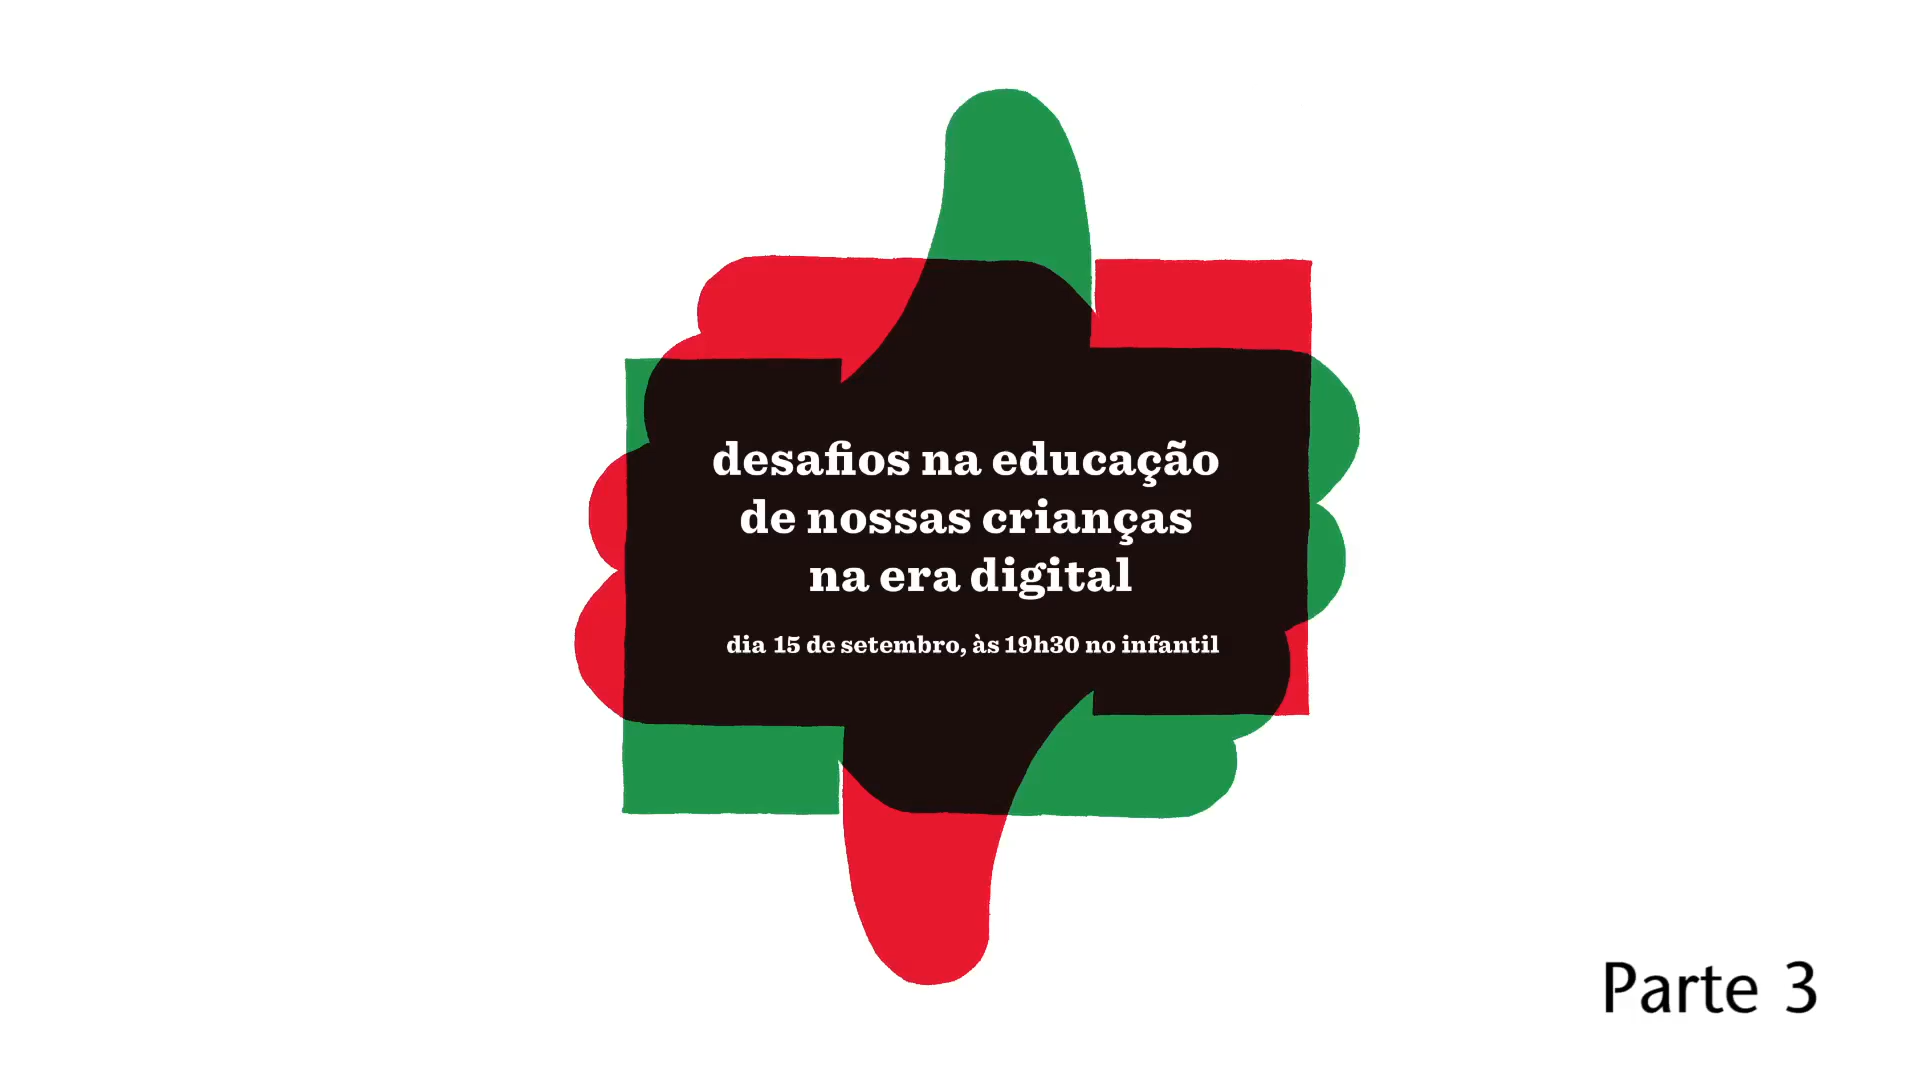 desafios na educação
de nossas crianças
na era digital
dia 15 de setembro, às 19h30 no infantil
Parte 3